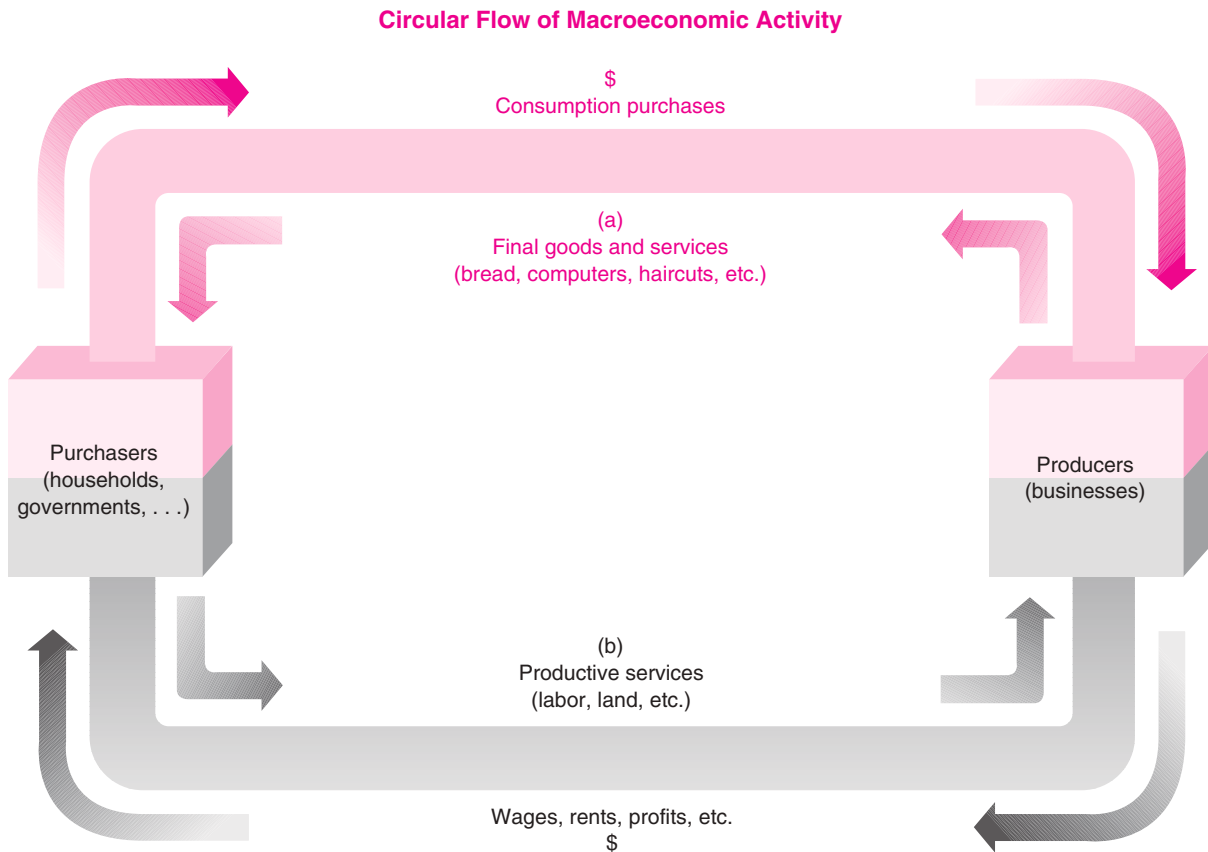 Circular Flow of Macroeconomic Activity
$
Consumption purchases
(a)
Final goods and services
(bread, computers, haircuts, etc.)
Purchasers
(households,
governments, . . .)
Producers
(businesses)
(b)
Productive services
(labor, land, etc.)
Wages, rents, profits, etc.
$